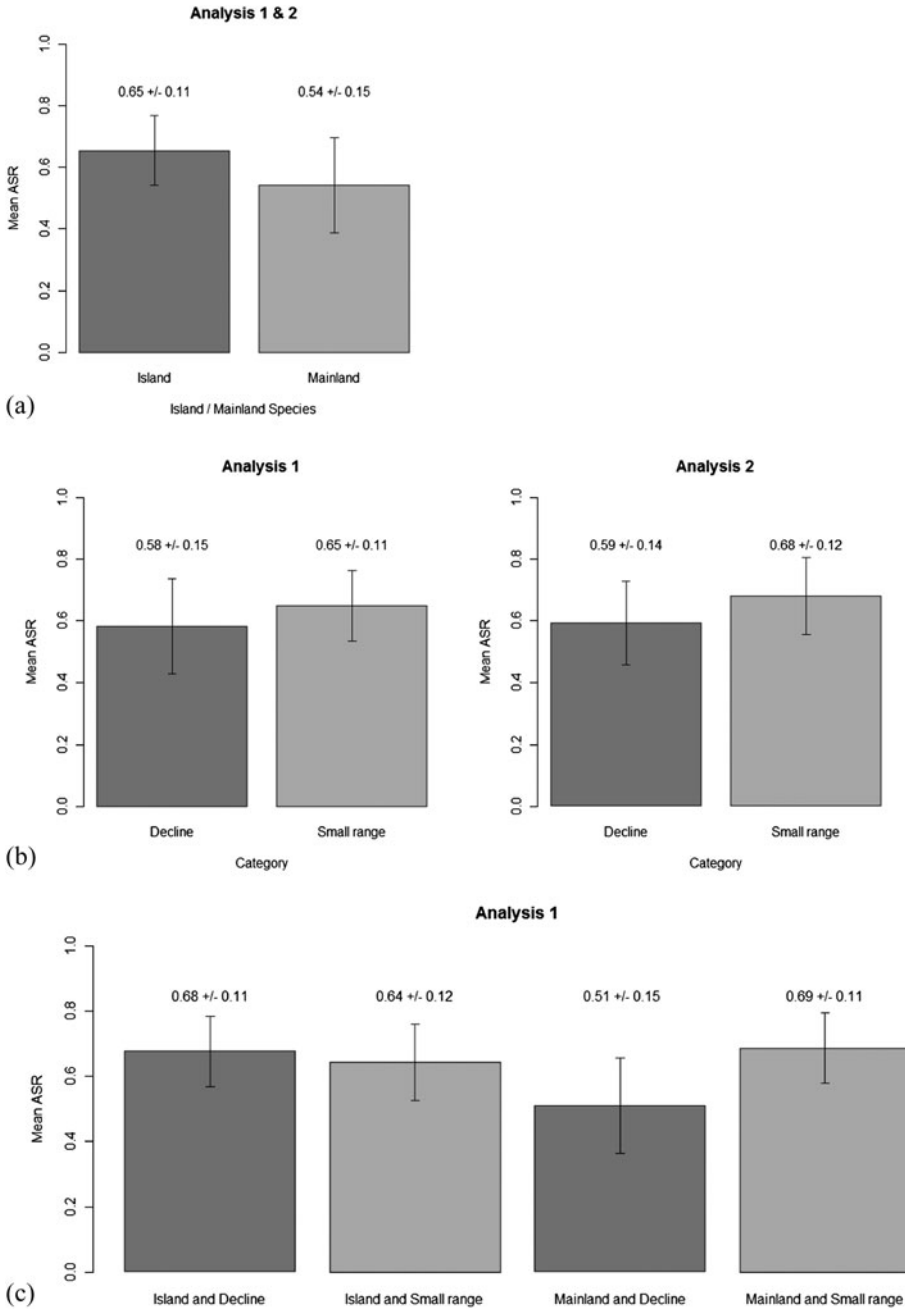 Analysis 1 & 2
Mean ASR
1.0
0.8
0.6
0.4
0.2
0.0
0.65 +/- 0.11 0.54 +/- 0.15
Island Mainland
Island / Mainland Species
(a)
Analysis 1
Mean ASR
1.0
0.8
0.6
0.4
0.2
0.0
0.58 +/- 0.15 0.65 +/- 0.11
Decline Small range
Category
Analysis 2
Mean ASR
1.0
0.8
0.6
0.4
0.2
0.0
0.59 +/- 0.14 0.68 +/- 0.12
Decline Small range
Category
(b)
Analysis 1
Mean ASR
1.0
0.8
0.6
0.4
0.2
0.0
0.68 +/- 0.11 0.64 +/- 0.12 0.51 +/- 0.15 0.69 +/- 0.11
Island and Decline Island and Small range Mainland and Decline Mainland and Small range
(c)